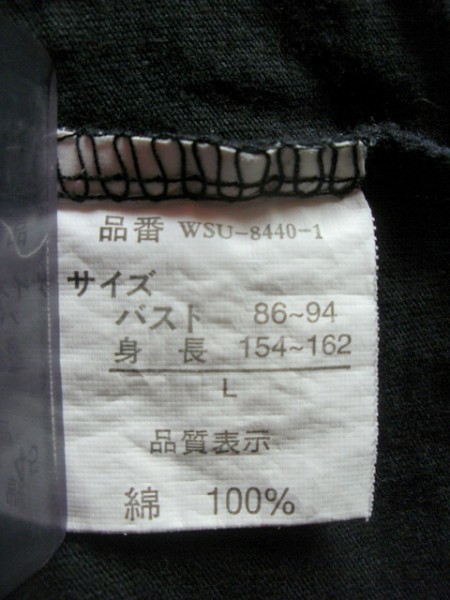 品番 WSU-8440-1
サイズ
バスト 86~94
身長 154~162
L
品質表示
綿 100%